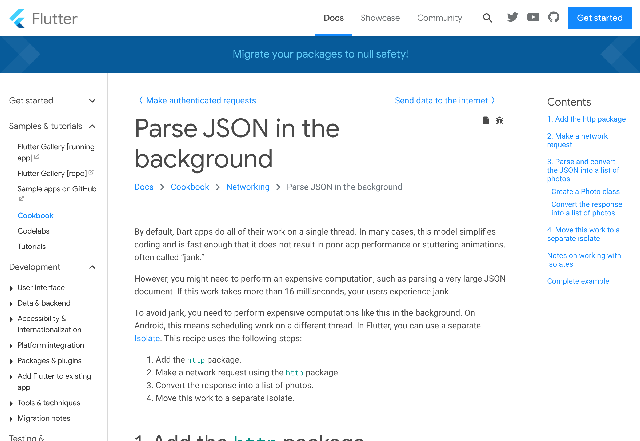 Flutter
Docs
Showcase
Community
Get started
Migrate your packages to null safety!
Get started
Samples & tutorials
Flutter Gallery [running
app]
Flutter Gallery [repo]
Sample apps on GitHub
Cookbook
Codelabs
Tutorials
Development
User interface
Data & backend
Accessibility &
internationalization
Platform integration
Packages & plugins
Add Flutter to existing
app
Tools & techniques
Migration notes
Testing &
Make authenticated requests
Send data to the internet
Parse JSON in the
background
Docs > Cookbook > Networking > Parse JSON in the background
By default, Dart apps do all of their work on a single thread. In many cases, this model simplifies
coding and is fast enough that it does not result in poor app performance or stuttering animations,
often called "jank."
However, you might need to perform an expensive computation, such as parsing a very large JSON
document. If this work takes more than 16 milliseconds, your users experience jank.
To avoid jank, you need to perform expensive computations like this in the background. On
Android, this means scheduling work on a different thread. In Flutter, you can use a separate
Isolate. This recipe uses the following steps:
1. Add the http package.
2. Make a network request using the http package.
3. Convert the response into a list of photos.
4. Move this work to a separate isolate.
1. Add the http package
Contents
1. Add the http package
2. Make a network
request
3. Parse and convert
the JSON into a list of
photos
Create a Photo class
Convert the response
into a list of photos
4. Move this work to a
separate isolate
Notes on working with
isolates
Complete example